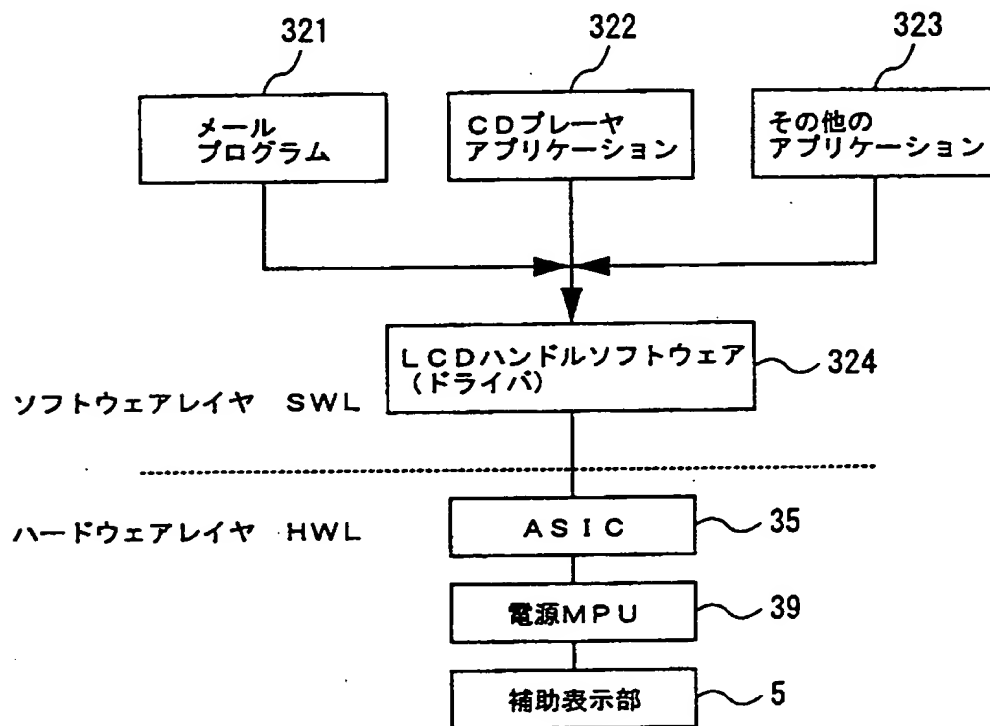 321
322
323
メール
プログラム
CDプレーヤ
アプリケーション
その他の
アプリケーション
LCDハンドルソフトウェア
(ドライバ)
324
ソフトウェアレイヤ SWL
ハードウェアレイヤ HWL
ASIC
35
電源MPU
39
補助表示部
5